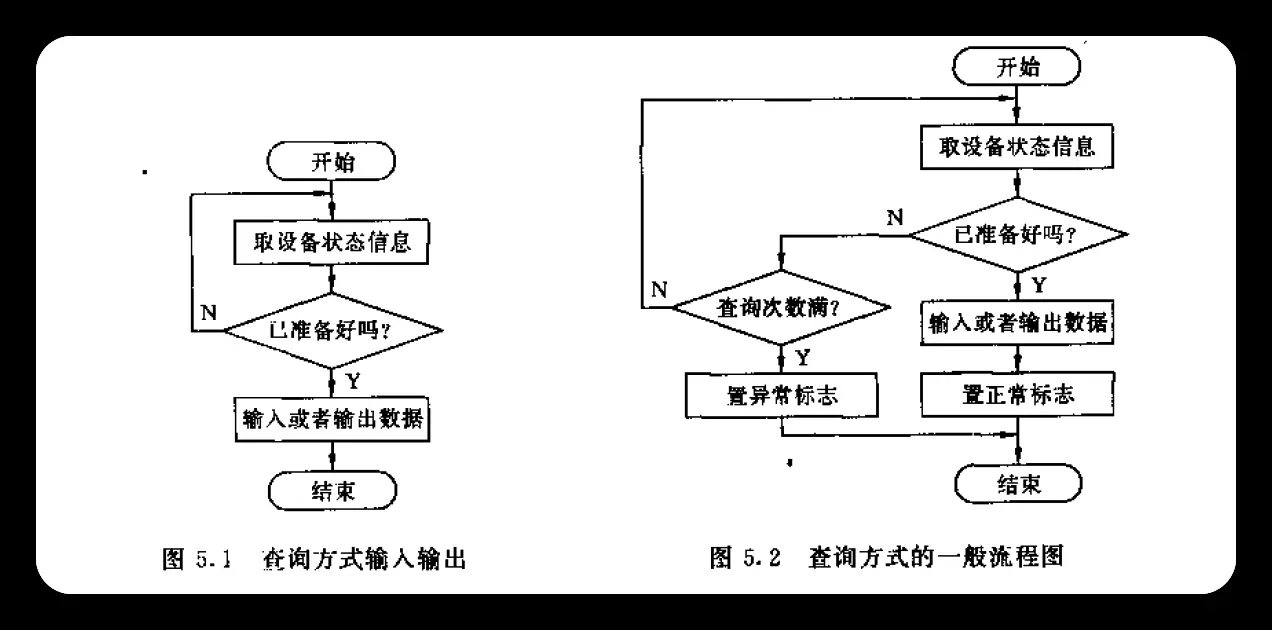 开始
取设备状态信息
N
已准备好吗?
Y
输入或者输出数据
结束
图 5.1 查询方式输入输出
开始
取设备状态信息
N
已准备好吗?
N
查询次数满?
Y
输入或者输出数据
Y
置异常标志
置正常标志
结束
图 5.2 查询方式的一般流程图